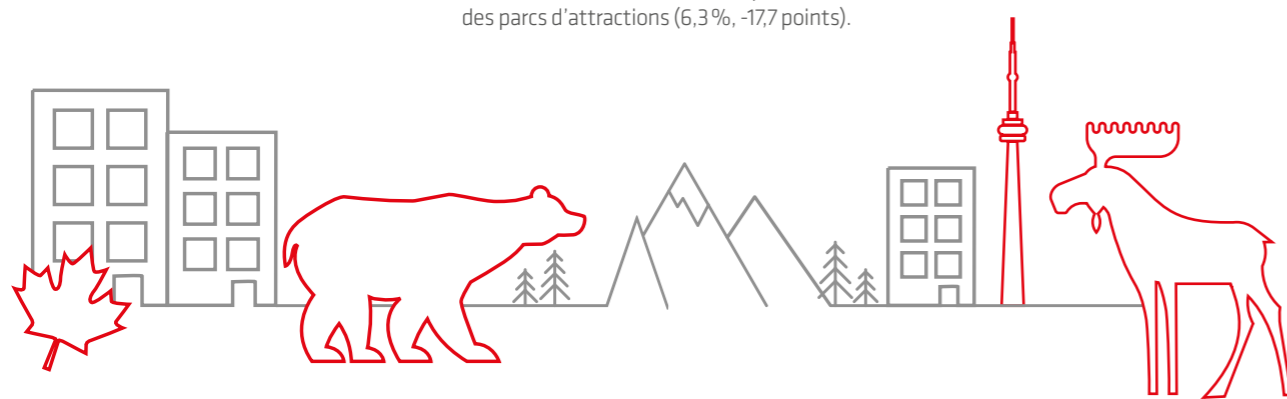 des parcs d'attractions (6,3 %, -17,7 points).